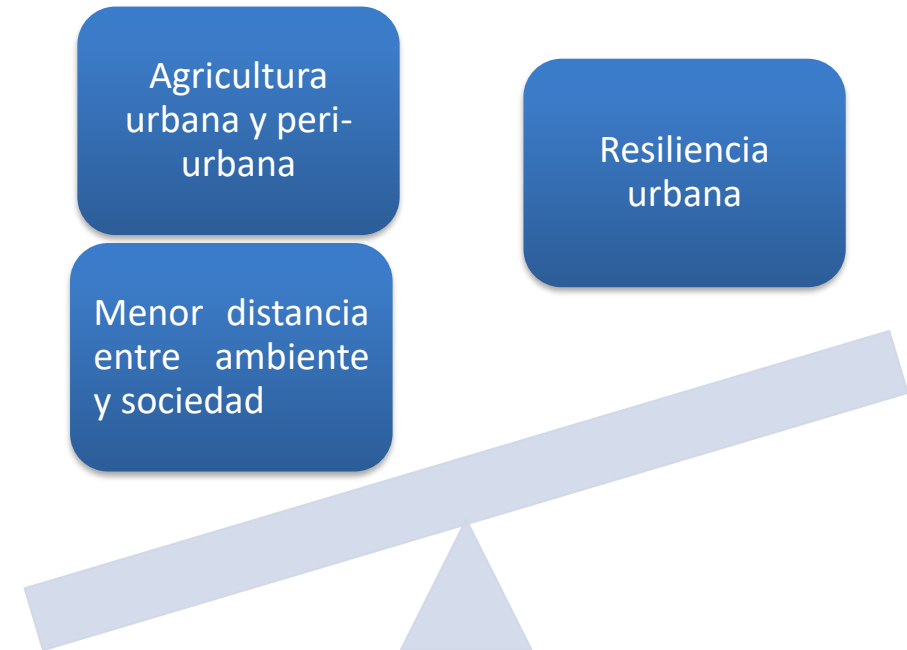 Agricultura
urbana y peri-
urbana
Menor distancia
entre ambiente
y sociedad
Resiliencia
urbana